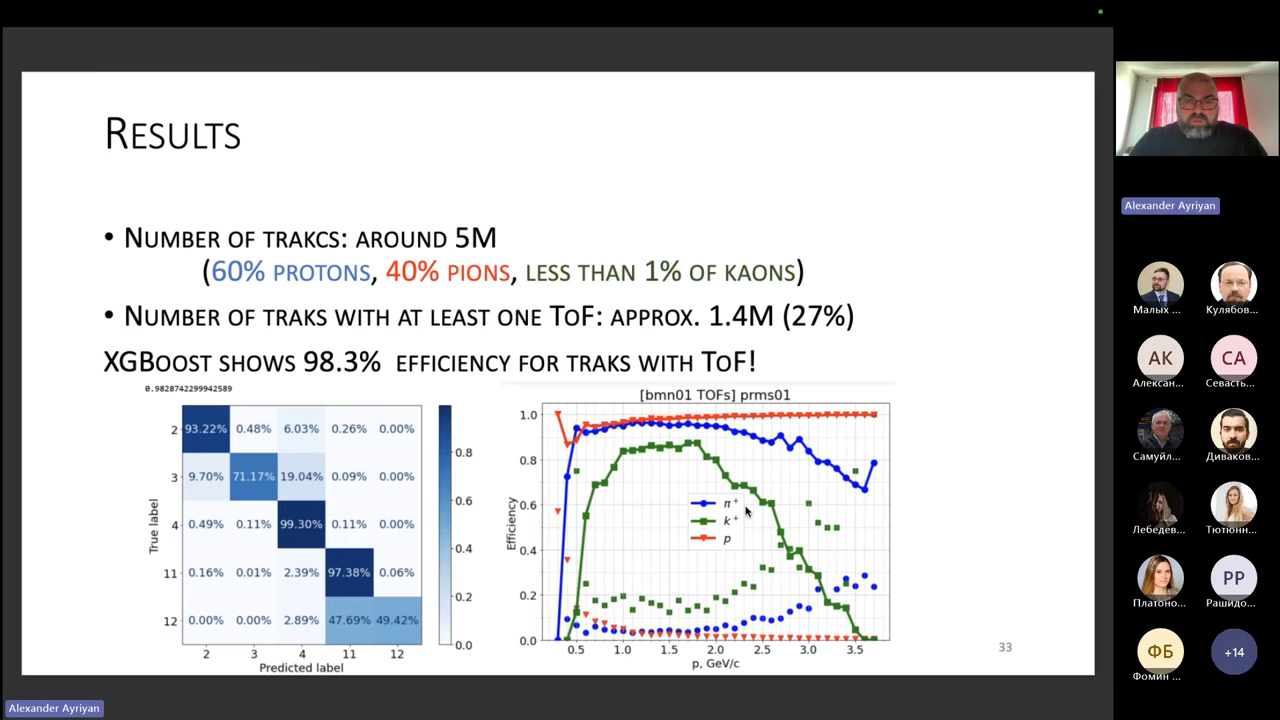 Results
• Number of trakcs: around 5M
(60% protons, 40% pions, less than 1% of kaons)
• Number of traks with at least one ToF: approx. 1.4M (27%)
XGBoost shows 98.3% efficiency for traks with ToF!
0.9828742299942589
True label
2 93.22% 0.48% 6.03% 0.26% 0.00%
3 9.70% 71.17% 19.04% 0.09% 0.00%
4 0.49% 0.11% 99.30% 0.11% 0.00%
11 0.16% 0.01% 2.39% 97.38% 0.06%
12 0.00% 0.00% 2.89% 47.69% 49.42%
2 3 4 11 12
Predicted label
0.8
0.6
0.4
0.2
0.0
[bmn01 TOFs] prms01
Efficiency
1.0
0.8
0.6
0.4
0.2
0.0
π+
k+
p
0.5 1.0 1.5 2.0 2.5 3.0 3.5
p, GeV/c
33
Alexander Ayriyan
Alexander Ayriyan
Малых ...
Кулябов...
АК
СА
Алексан...
Севасть...
Самуйл...
Диваков...
Лебедев...
Тютюнн...
РР
Платоно...
Рашидо...
ФБ
+14
Фомин ...